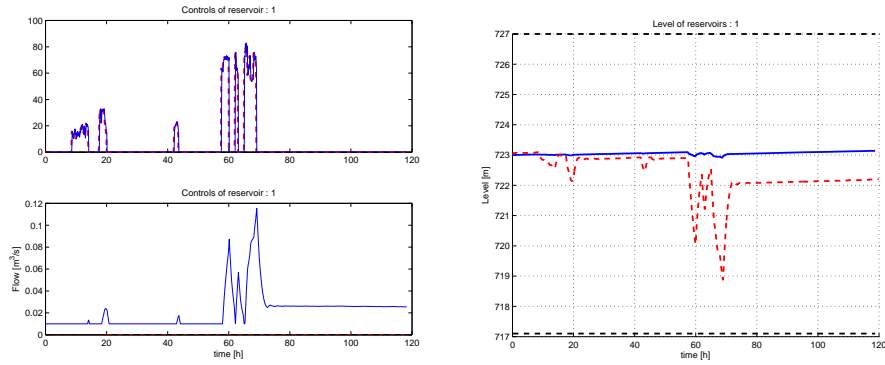 Controls of reservoir : 1
100
80
60
40
20
0
0 20 40 60 80 100 120
Controls of reservoir : 1
0.12
0.1
0.08
0.06
0.04
0.02
0
0 20 40 60 80 100 120
Flow [m³/s]
time [h]
Level of reservoirs : 1
727
726
725
724
723
722
721
720
719
718
717
0 20 40 60 80 100 120
Level [m]
time [h]